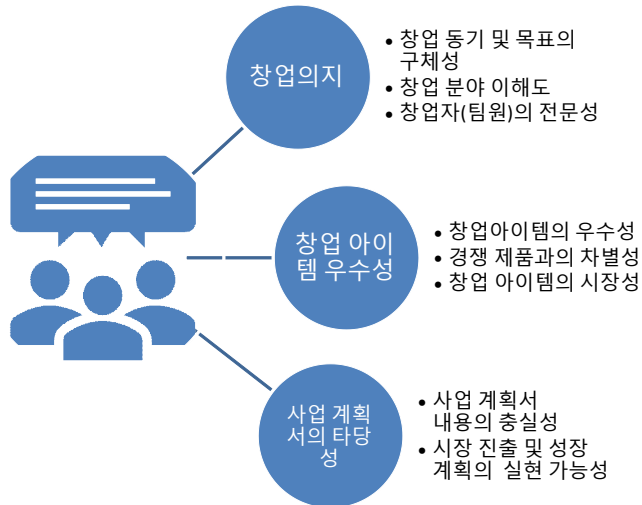 창업의지
• 창업 동기 및 목표의
구체성
• 창업 분야 이해도
• 창업자(팀원)의 전문성
창업 아이
템 우수성
• 창업아이템의 우수성
• 경쟁 제품과의 차별성
• 창업 아이템의 시장성
사업 계획
서의 타당
성
• 사업 계획서
내용의 충실성
• 시장 진출 및 성장
계획의 실현 가능성